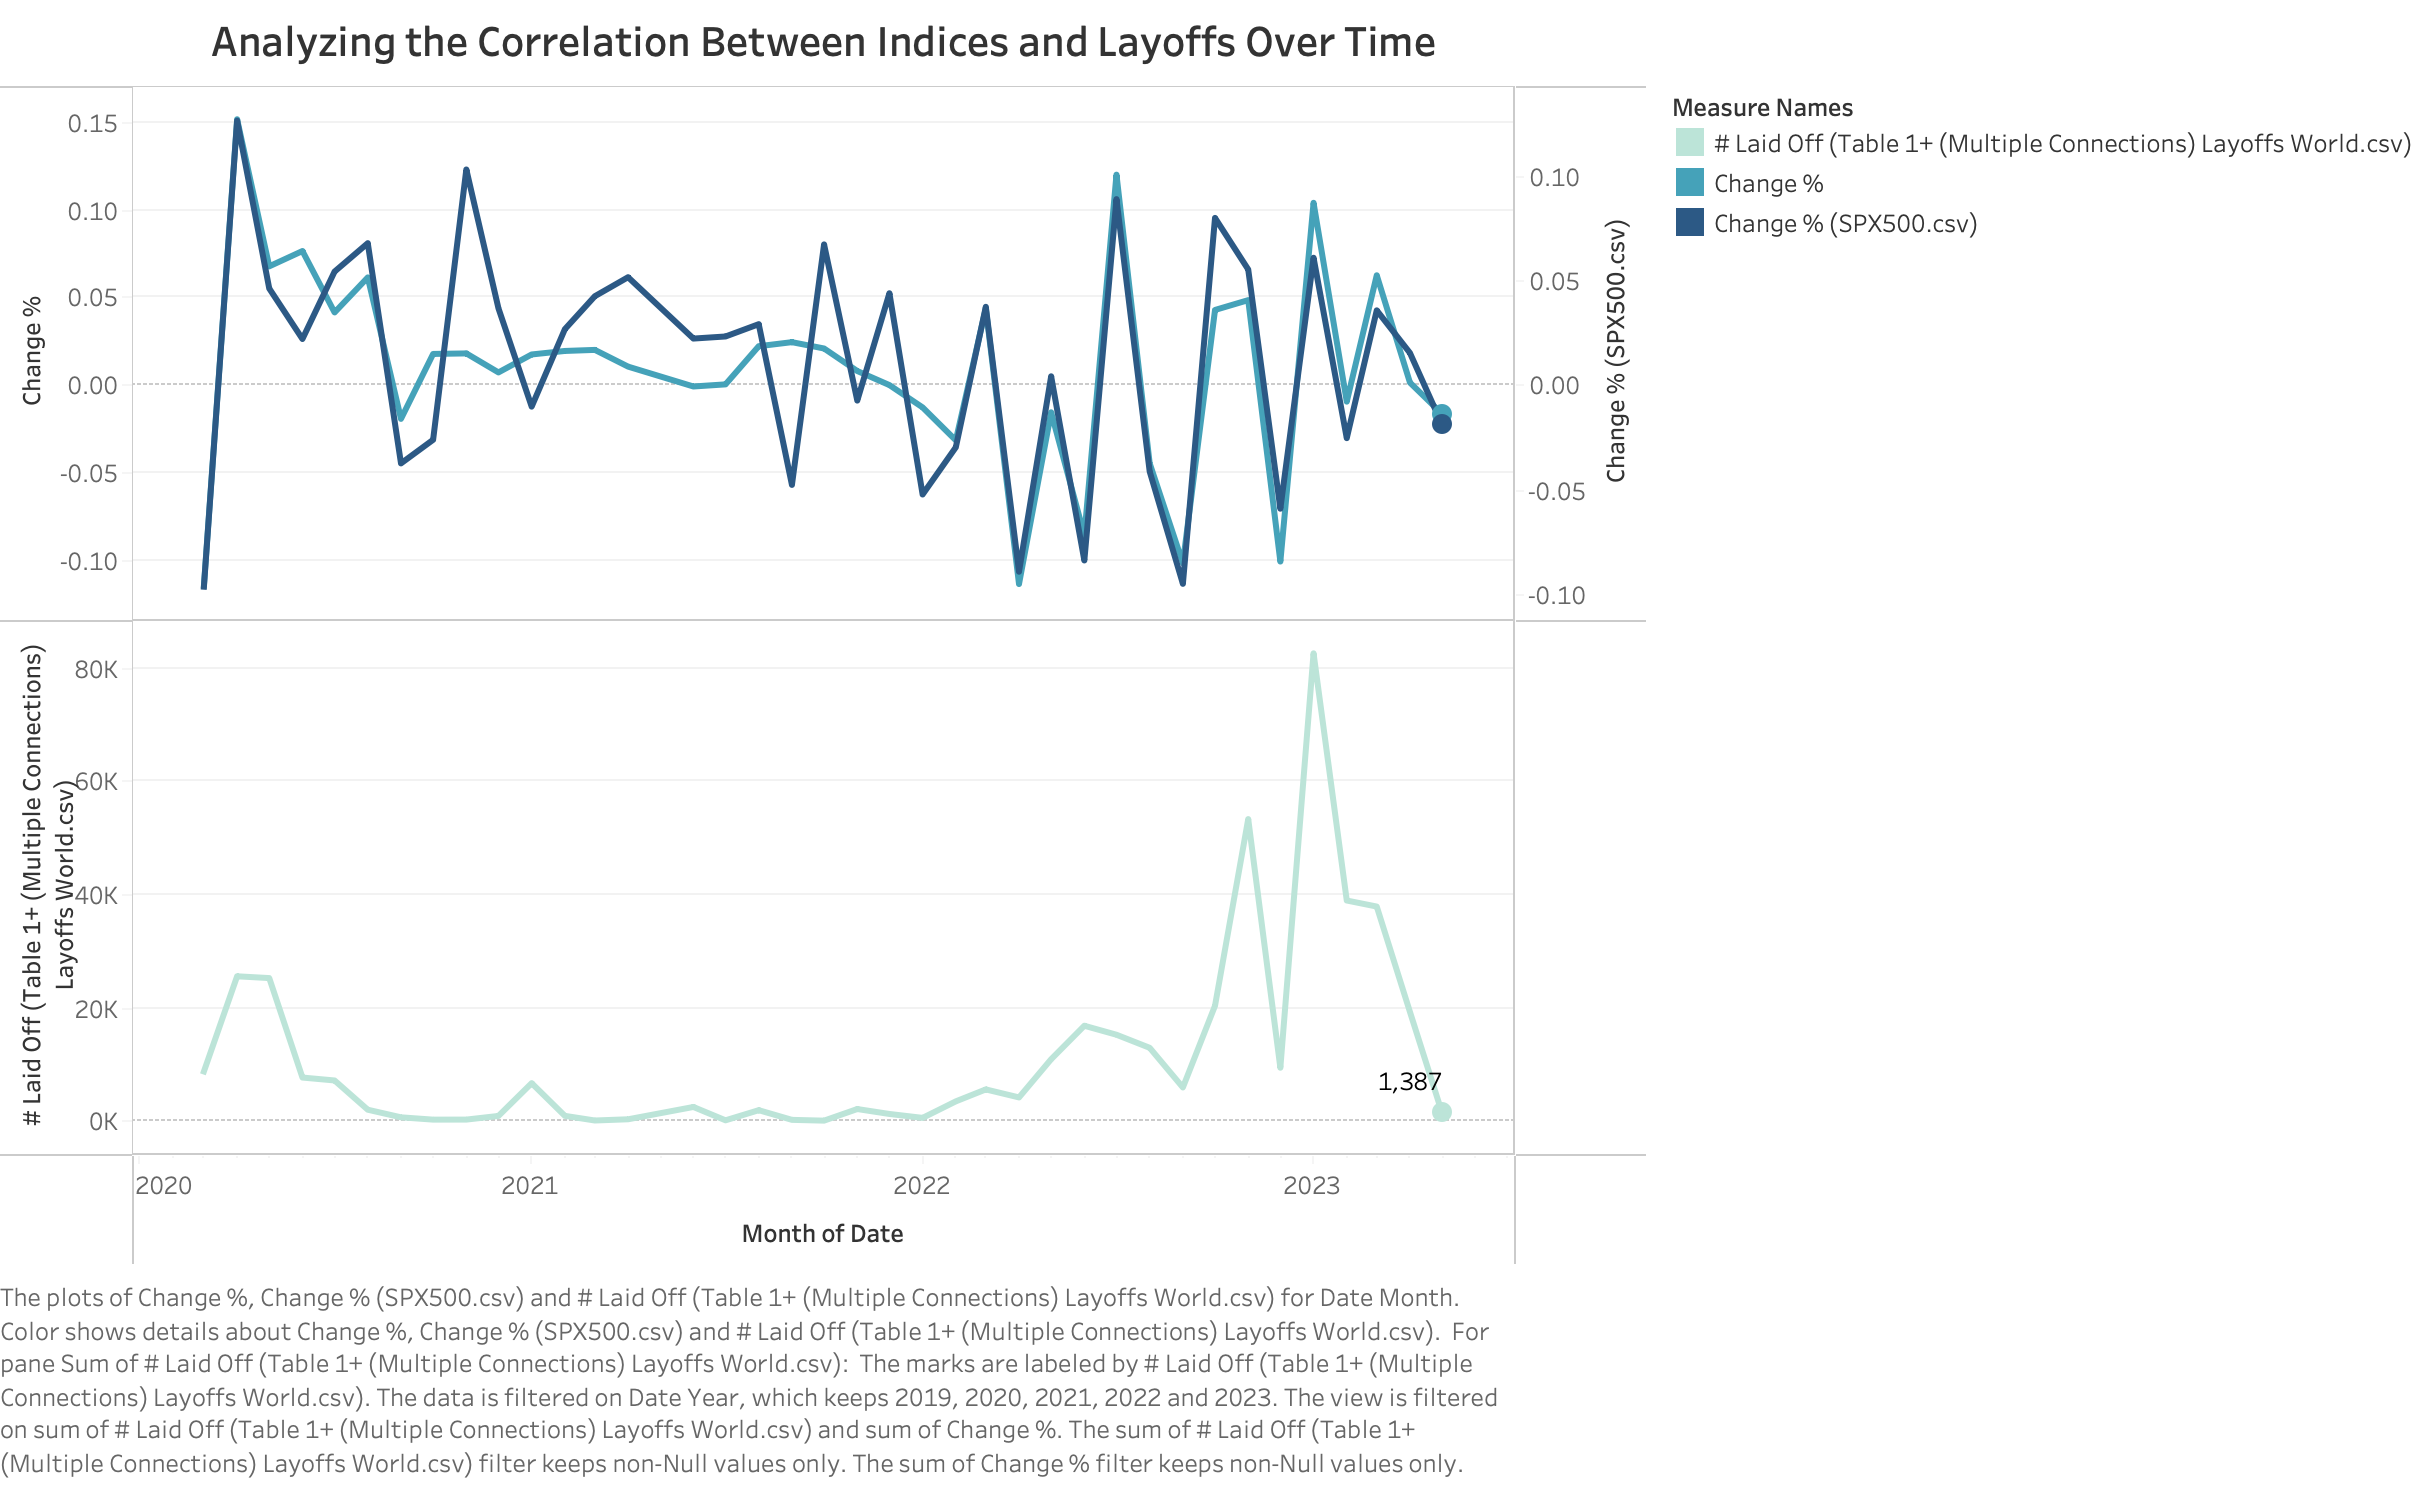 Analyzing the Correlation Between Indices and Layoffs Over Time
Change %
0.15
0.10
0.05
0.00
-0.05
-0.10
0.10
0.05
0.00
-0.05
-0.10
Change % (SPX500.csv)
Measure Names
# Laid Off (Table 1+ (Multiple Connections) Layoffs World.csv)
Change %
Change % (SPX500.csv)
# Laid Off (Table 1+ (Multiple Connections)
Layoffs World.csv)
80K
60K
40K
20K
0K
1,387
2020
2021
2022
2023
Month of Date
The plots of Change %, Change % (SPX500.csv) and # Laid Off (Table 1+ (Multiple Connections) Layoffs World.csv) for Date Month.
Color shows details about Change %, Change % (SPX500.csv) and # Laid Off (Table 1+ (Multiple Connections) Layoffs World.csv).  For
pane Sum of # Laid Off (Table 1+ (Multiple Connections) Layoffs World.csv):  The marks are labeled by # Laid Off (Table 1+ (Multiple
Connections) Layoffs World.csv). The data is filtered on Date Year, which keeps 2019, 2020, 2021, 2022 and 2023. The view is filtered
on sum of # Laid Off (Table 1+ (Multiple Connections) Layoffs World.csv) and sum of Change %. The sum of # Laid Off (Table 1+
(Multiple Connections) Layoffs World.csv) filter keeps non-Null values only. The sum of Change % filter keeps non-Null values only.